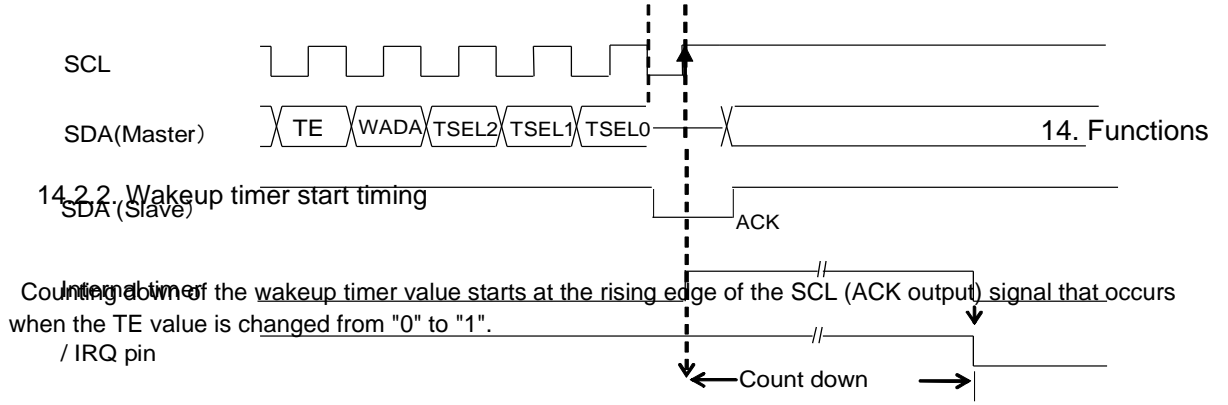 SCL
SDA(Master）
TE WADA TSEL2 TSEL1 TSEL0
14. Functions
14.2.2. Wakeup timer start timing
SDA (Slave）
ACK
Internal timer
Counting down of the wakeup timer value starts at the rising edge of the SCL (ACK output) signal that occurs
when the TE value is changed from "0" to "1".
/ IRQ pin
Count down